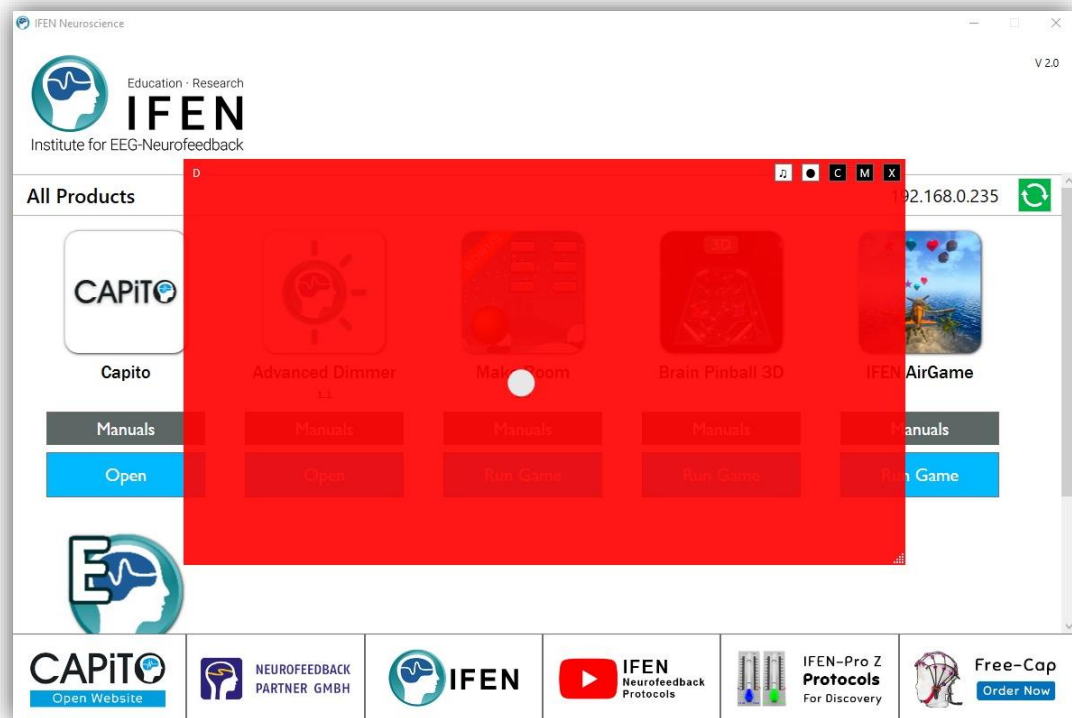 IFEN Neuroscience
V 2.0
Education · Research
IFEN
Institute for EEG-Neurofeedback
D
♫ ● C M X
All Products
92.168.0.235
CAPiTO
3D
Capito
Advanced Dimmer
1.1
Brain Pinball 3D
IFEN AirGame
Manuals
Manuals
Manuals
Manuals
Manuals
Open
Open
Run Game
Run Game
Run Game
E
CAPiTO
Open Website
NEUROFEEDBACK
PARTNER GMBH
IFEN
IFEN
Neurofeedback
Protocols
IFEN-Pro Z
Protocols
For Discovery
Free-Cap
Order Now